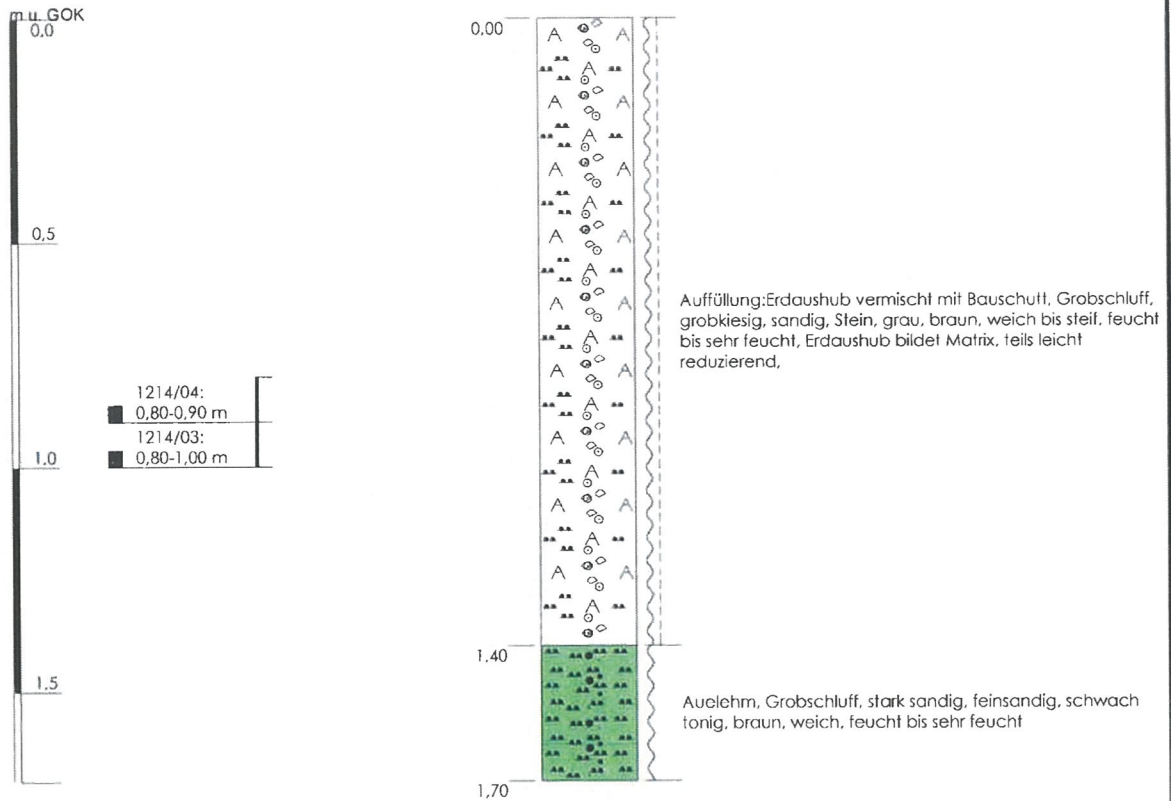 m u. GOK
0,0
0,5
1,0
1,5
1214/04:
0,80-0,90 m
1214/03:
0,80-1,00 m
0,00
1,40
1,70
Auffüllung:Erdaushub vermischt mit Bauschutt, Grobschluff,
grobkiesig, sandig, Stein, grau, braun, weich bis steif, feucht
bis sehr feucht, Erdaushub bildet Matrix, teils leicht
reduzierend,
Auelehm, Grobschluff, stark sandig, feinsandig, schwach
tonig, braun, weich, feucht bis sehr feucht